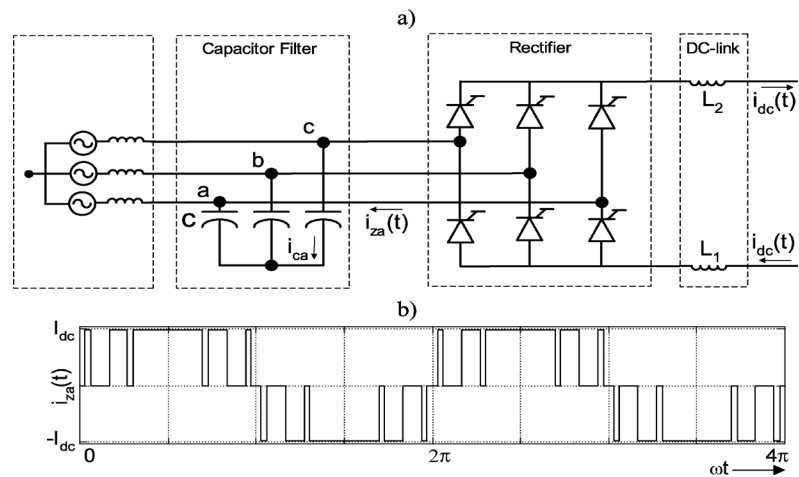 a)
Capacitor Filter
Rectifier
DC-link
c
b
a
C
i_ca
i_za(t)
L_2
i_dc(t)
L_1
i_dc(t)
b)
I_dc
i_za(t)
-I_dc
0
2π
4π
ωt